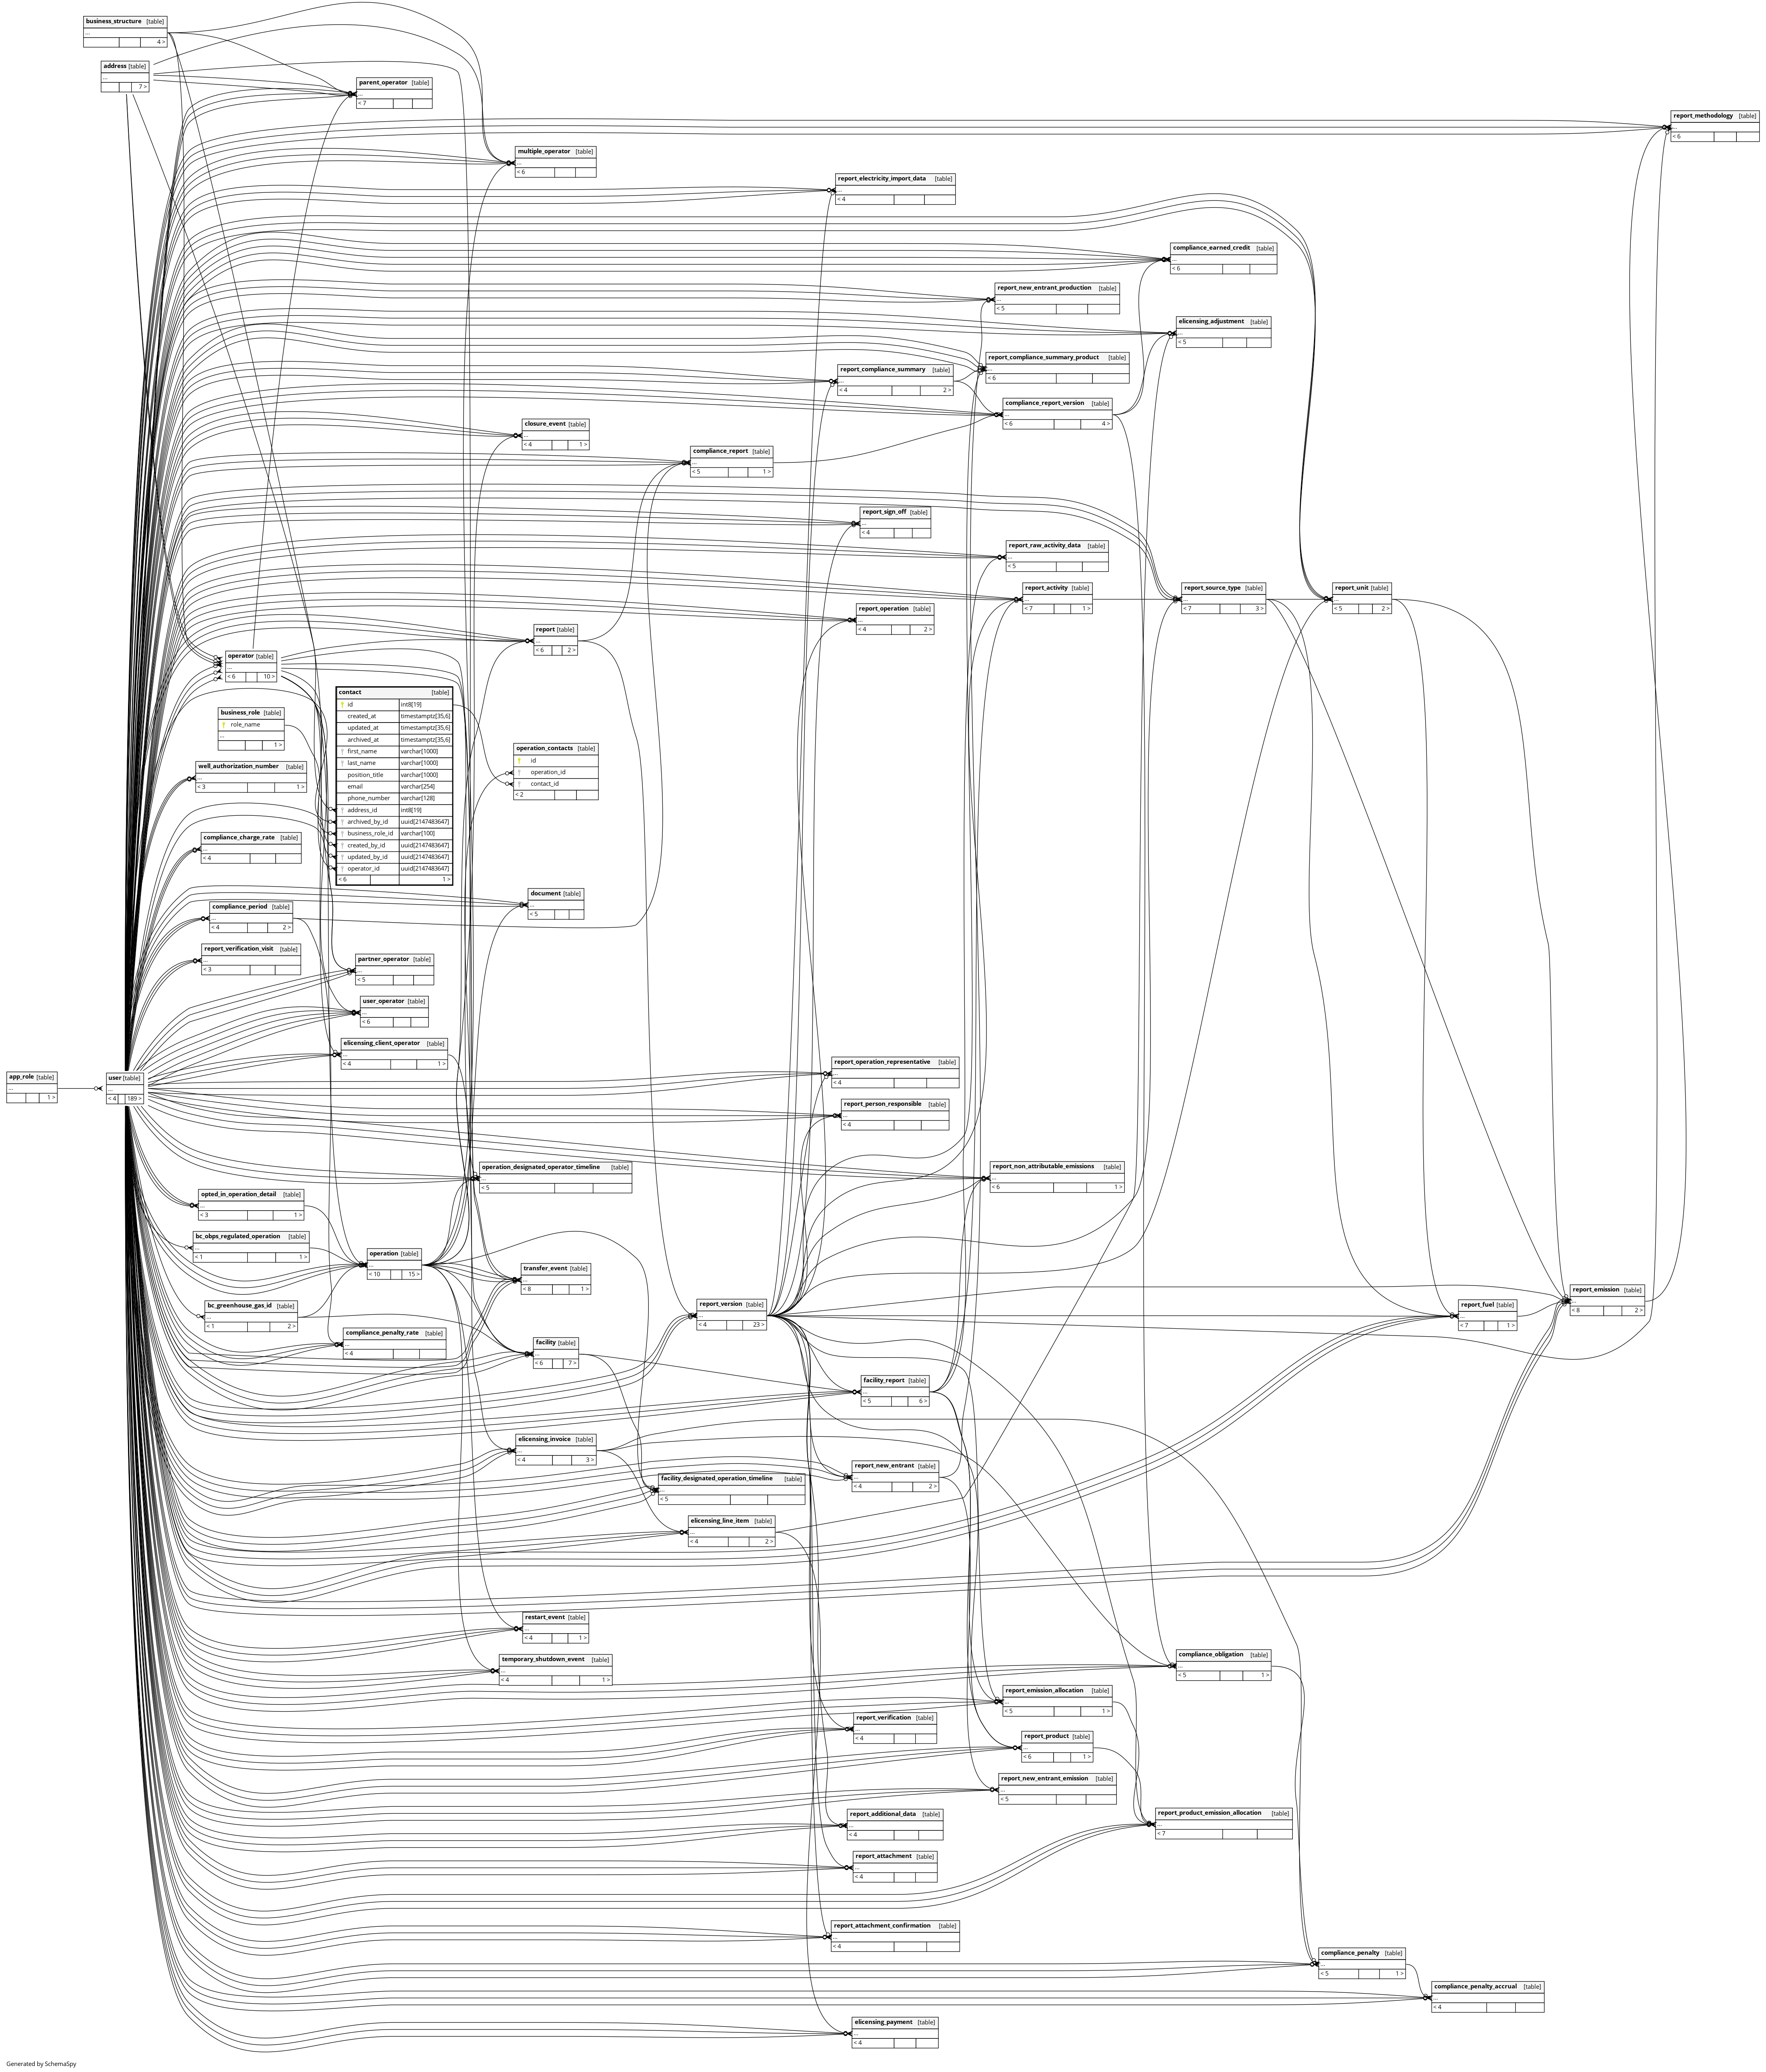 business_structure [table]
...
4 >
address [table]
...
7 >
parent_operator [table]
...
< 7
report_methodology [table]
...
< 6
multiple_operator [table]
...
< 6
report_electricity_import_data [table]
...
< 4
compliance_earned_credit [table]
...
< 6
report_new_entrant_production [table]
...
< 5
elicensing_adjustment [table]
...
< 5
report_compliance_summary_product [table]
...
< 6
report_compliance_summary [table]
...
< 4 2 >
compliance_report_version [table]
...
< 6 4 >
closure_event [table]
...
< 4 1 >
compliance_report [table]
...
< 5 1 >
report_sign_off [table]
...
< 4
report_raw_activity_data [table]
...
< 5
report_activity [table]
...
< 7 1 >
report_source_type [table]
...
< 7 3 >
report_unit [table]
...
< 5 2 >
report_operation [table]
...
< 4 2 >
report [table]
...
< 6 2 >
operator [table]
...
< 6 10 >
contact [table]
id int8[19]
created_at timestamptz[35,6]
updated_at timestamptz[35,6]
archived_at timestamptz[35,6]
first_name varchar[1000]
last_name varchar[1000]
position_title varchar[1000]
email varchar[254]
phone_number varchar[128]
address_id int8[19]
archived_by_id uuid[2147483647]
business_role_id varchar[100]
created_by_id uuid[2147483647]
updated_by_id uuid[2147483647]
operator_id uuid[2147483647]
< 6 1 >
business_role [table]
role_name
...
1 >
operation_contacts [table]
id
operation_id
contact_id
< 2
well_authorization_number [table]
...
< 3 1 >
compliance_charge_rate [table]
...
< 4
document [table]
...
< 5
compliance_period [table]
...
< 4 2 >
report_verification_visit [table]
...
< 3
partner_operator [table]
...
< 5
user_operator [table]
...
< 6
elicensing_client_operator [table]
...
< 4 1 >
app_role [table]
...
1 >
user [table]
...
< 4 189 >
report_operation_representative [table]
...
< 4
report_person_responsible [table]
...
< 4
operation_designated_operator_timeline [table]
...
< 5
report_non_attributable_emissions [table]
...
< 6 1 >
opted_in_operation_detail [table]
...
< 3 1 >
bc_obps_regulated_operation [table]
...
< 1 1 >
operation [table]
...
< 10 15 >
transfer_event [table]
...
< 8 1 >
bc_greenhouse_gas_id [table]
...
< 1 2 >
report_version [table]
...
< 4 23 >
report_fuel [table]
...
< 7 1 >
report_emission [table]
...
< 8 2 >
compliance_penalty_rate [table]
...
< 4
facility [table]
...
< 6 7 >
facility_report [table]
...
< 5 6 >
elicensing_invoice [table]
...
< 4 3 >
report_new_entrant [table]
...
< 4 2 >
facility_designated_operation_timeline [table]
...
< 5
elicensing_line_item [table]
...
< 4 2 >
restart_event [table]
...
< 4 1 >
temporary_shutdown_event [table]
...
< 4 1 >
compliance_obligation [table]
...
< 5 1 >
report_emission_allocation [table]
...
< 5 1 >
report_verification [table]
...
< 4
report_product [table]
...
< 6 1 >
report_new_entrant_emission [table]
...
< 5
report_additional_data [table]
...
< 4
report_product_emission_allocation [table]
...
< 7
report_attachment [table]
...
< 4
report_attachment_confirmation [table]
...
< 4
compliance_penalty [table]
...
< 5 1 >
compliance_penalty_accrual [table]
...
< 4
elicensing_payment [table]
...
< 4
Generated by SchemaSpy